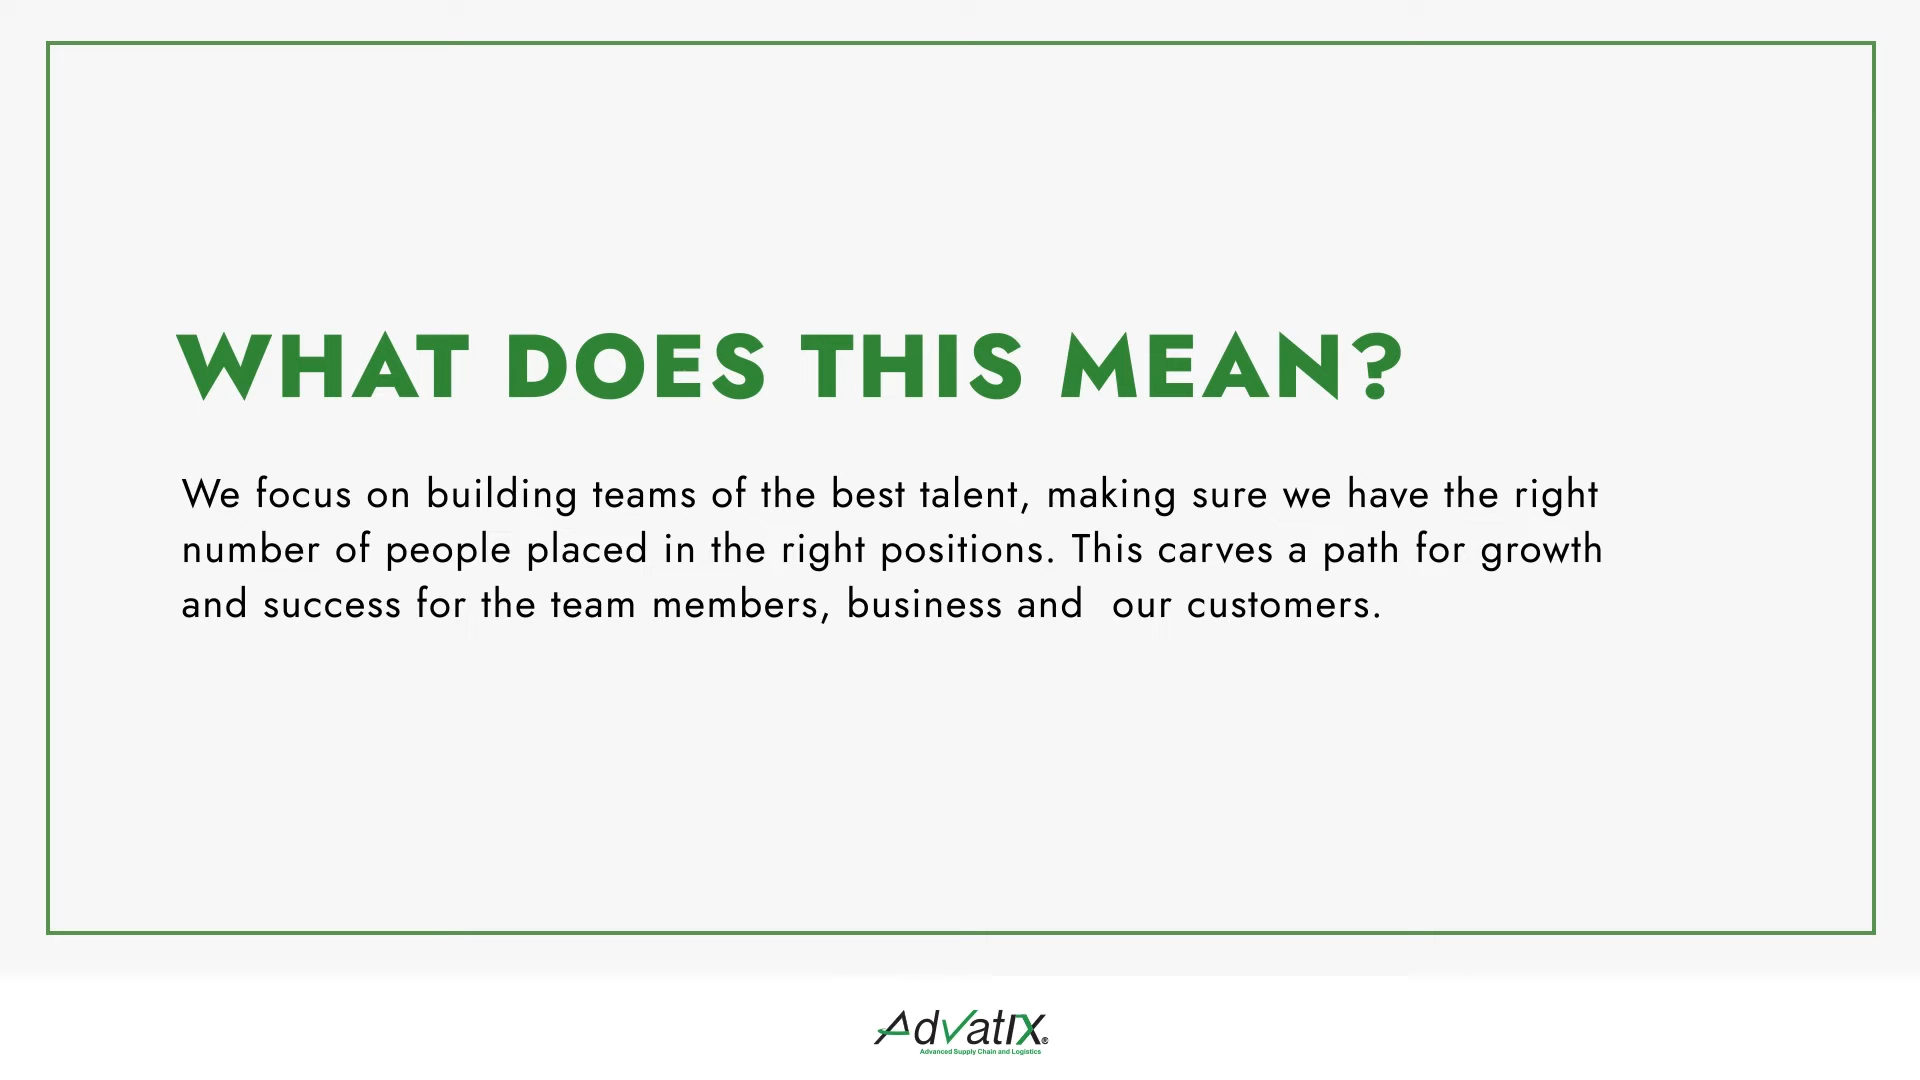 WHAT DOES THIS MEAN?
We focus on building teams of the best talent, making sure we have the right
number of people placed in the right positions. This carves a path for growth
and success for the team members, business and  our customers.
AdvatIX®
Advanced Supply Chain and Logistics